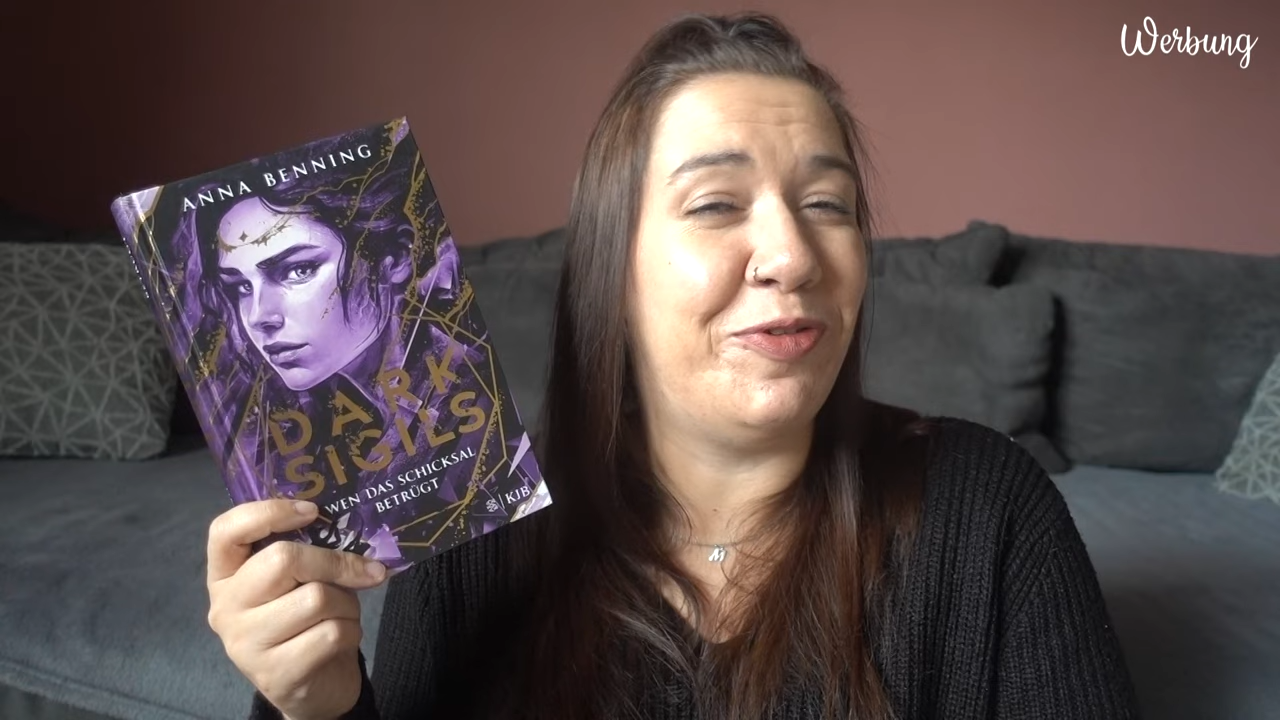 Werbung
ANNA BENNING
DARK
SIGILS
WEN DAS SCHICKSAL
BETRÜGT
KJB
M